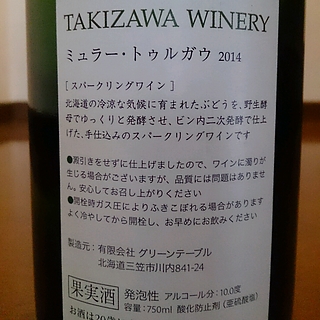 TAKIZAWA WINERY
ミュラー・トゥルガウ 2014
[スパークリングワイン]
北海道の冷涼な気候に育まれたぶどうを、野生酵
母でゆっくりと発酵させ、ビン内二次発酵で仕上
げた、手仕込みのスパークリングワインです
●澱引きをせずに仕上げましたので、ワインに濁りが
生じる場合がございますが、品質には問題はありませ
ん。安心してお召し上がりください
●開栓時ガス圧によりふきこぼれる場合があります
よく冷やしてから開栓し、お早めにお飲みください
製造元：有限会社 グリーンテーブル
北海道三笠市川内841-24
果実酒 発泡性 アルコール分：10.0度
容量：750ml 酸化防止剤（亜硫酸塩）
お酒は20歳